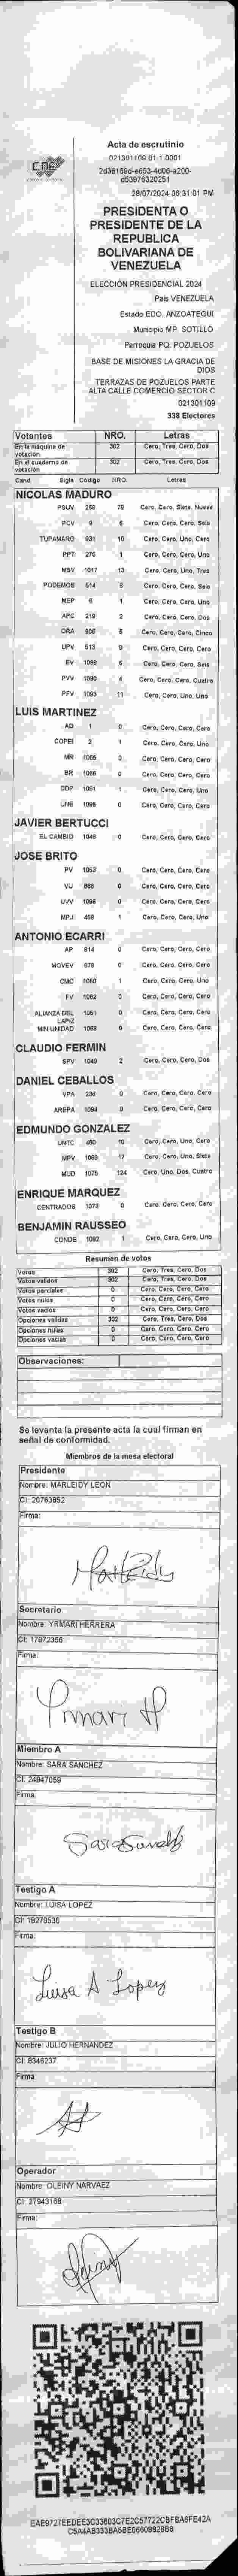 CNE
Acta de escrutinio
021301109.01.1.0001
28/07/2024 06:31:01 PM
PRESIDENTA O
PRESIDENTE DE LA
REPUBLICA
BOLIVARIANA DE
VENEZUELA
ELECCIÓN PRESIDENCIAL 2024
País VENEZUELA
Estado EDO. ANZOATEGUI
Municipio MP. SOTILLO
Parroquia PQ. POZUELOS
BASE DE MISIONES LA GRACIA DE
DIOS
TERRAZAS DE POZUELOS PARTE
ALTA CALLE COMERCIO SECTOR C
021301109
338 Electores
Votantes NRO. Letras
En la máquina de votación 302 Cero, Tres, Cero, Dos
En el cuaderno de votación 302 Cero, Tres, Cero, Dos
Cand. Sigla Codigo NRO. Letras
NICOLAS MADURO
PSUV 268 79 Cero, Cero, Siete, Nueve
PCV 9 6 Cero, Cero, Cero, Seis
TUPAMARO 931 10 Cero, Cero, Uno, Cero
PPT 276 1 Cero, Cero, Cero, Uno
MSV 1017 13 Cero, Cero, Uno, Tres
PODEMOS 514 6 Cero, Cero, Cero, Seis
MEP 6 1 Cero, Cero, Cero, Uno
APC 219 2 Cero, Cero, Cero, Dos
ORA 906 5 Cero, Cero, Cero, Cinco
UPV 513 0 Cero, Cero, Cero, Cero
EV 1099 6 Cero, Cero, Cero, Seis
PVV 1090 4 Cero, Cero, Cero, Cuatro
PFV 1093 11 Cero, Cero, Uno, Uno
LUIS MARTINEZ
AD 1 0 Cero, Cero, Cero, Cero
COPEI 2 1 Cero, Cero, Cero, Uno
MR 1065 0 Cero, Cero, Cero, Cero
BR 1086 0 Cero, Cero, Cero, Cero
DDP 1091 1 Cero, Cero, Cero, Uno
UNE 1098 0 Cero, Cero, Cero, Cero
JAVIER BERTUCCI
EL CAMBIO 1048 0 Cero, Cero, Cero, Cero
JOSE BRITO
PV 1063 0 Cero, Cero, Cero, Cero
VU 868 0 Cero, Cero, Cero, Cero
UVV 1096 0 Cero, Cero, Cero, Cero
MPJ 458 1 Cero, Cero, Cero, Uno
ANTONIO ECARRI
AP 814 0 Cero, Cero, Cero, Cero
MOVEV 678 0 Cero, Cero, Cero, Cero
CMC 1060 1 Cero, Cero, Cero, Uno
FV 1062 0 Cero, Cero, Cero, Cero
ALIANZA DEL LAPIZ 1051 0 Cero, Cero, Cero, Cero
MIN UNIDAD 1068 0 Cero, Cero, Cero, Cero
CLAUDIO FERMIN
SPV 1049 2 Cero, Cero, Cero, Dos
DANIEL CEBALLOS
VPA 236 0 Cero, Cero, Cero, Cero
AREPA 1094 0 Cero, Cero, Cero, Cero
EDMUNDO GONZALEZ
UNTC 460 10 Cero, Cero, Uno, Cero
MPV 1069 17 Cero, Cero, Uno, Siete
MUD 1075 124 Cero, Uno, Dos, Cuatro
ENRIQUE MARQUEZ
CENTRADOS 1073 0 Cero, Cero, Cero, Cero
BENJAMIN RAUSSEO
CONDE 1092 1 Cero, Cero, Cero, Uno
Resumen de votos
Votos 302 Cero, Tres, Cero, Dos
Votos validos 302 Cero, Tres, Cero, Dos
Votos parciales 0 Cero, Cero, Cero, Cero
Votos nulos 0 Cero, Cero, Cero, Cero
Votos vacios 0 Cero, Cero, Cero, Cero
Opciones validas 302 Cero, Tres, Cero, Dos
Opciones nulas 0 Cero, Cero, Cero, Cero
Opciones vacias 0 Cero, Cero, Cero, Cero
Observaciones:
Se levanta la presente acta la cual firman en
señal de conformidad.
Miembros de la mesa electoral
Presidente
Nombre: MARLEIDY LEON
CI: 20763952
Firma:
Marleidy
Secretario
Nombre: YRMARI HERRERA
CI: 17972356
Firma:
Yrmari H
Miembro A
Nombre: SARA SANCHEZ
CI: 24947059
Firma:
Testigo A
Nombre: LUISA LOPEZ
CI: 18279530
Firma:
Luisa A Lopez
Testigo B
Nombre: JULIO HERNANDEZ
CI: 8346237
Firma:
Operador
Nombre: OLEINY NARVAEZ
CI: 27943168
Firma: